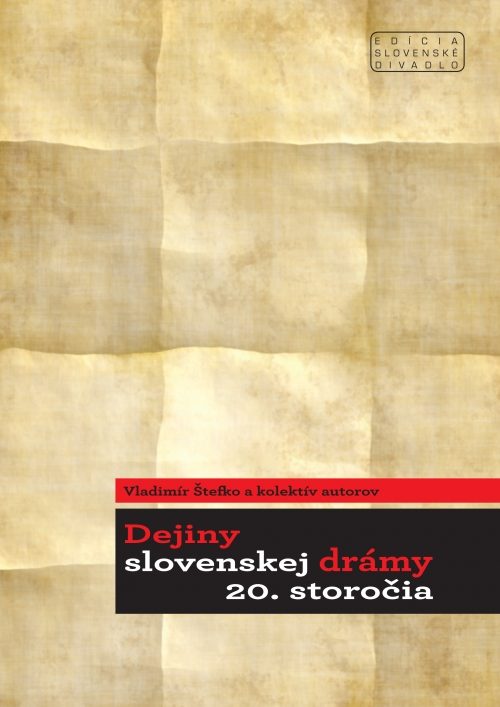 EDÍCIA
SLOVENSKÉ
DIVADLO
Vladimír Štefko a kolektív autorov
Dejiny
slovenskej drámy
20. storočia